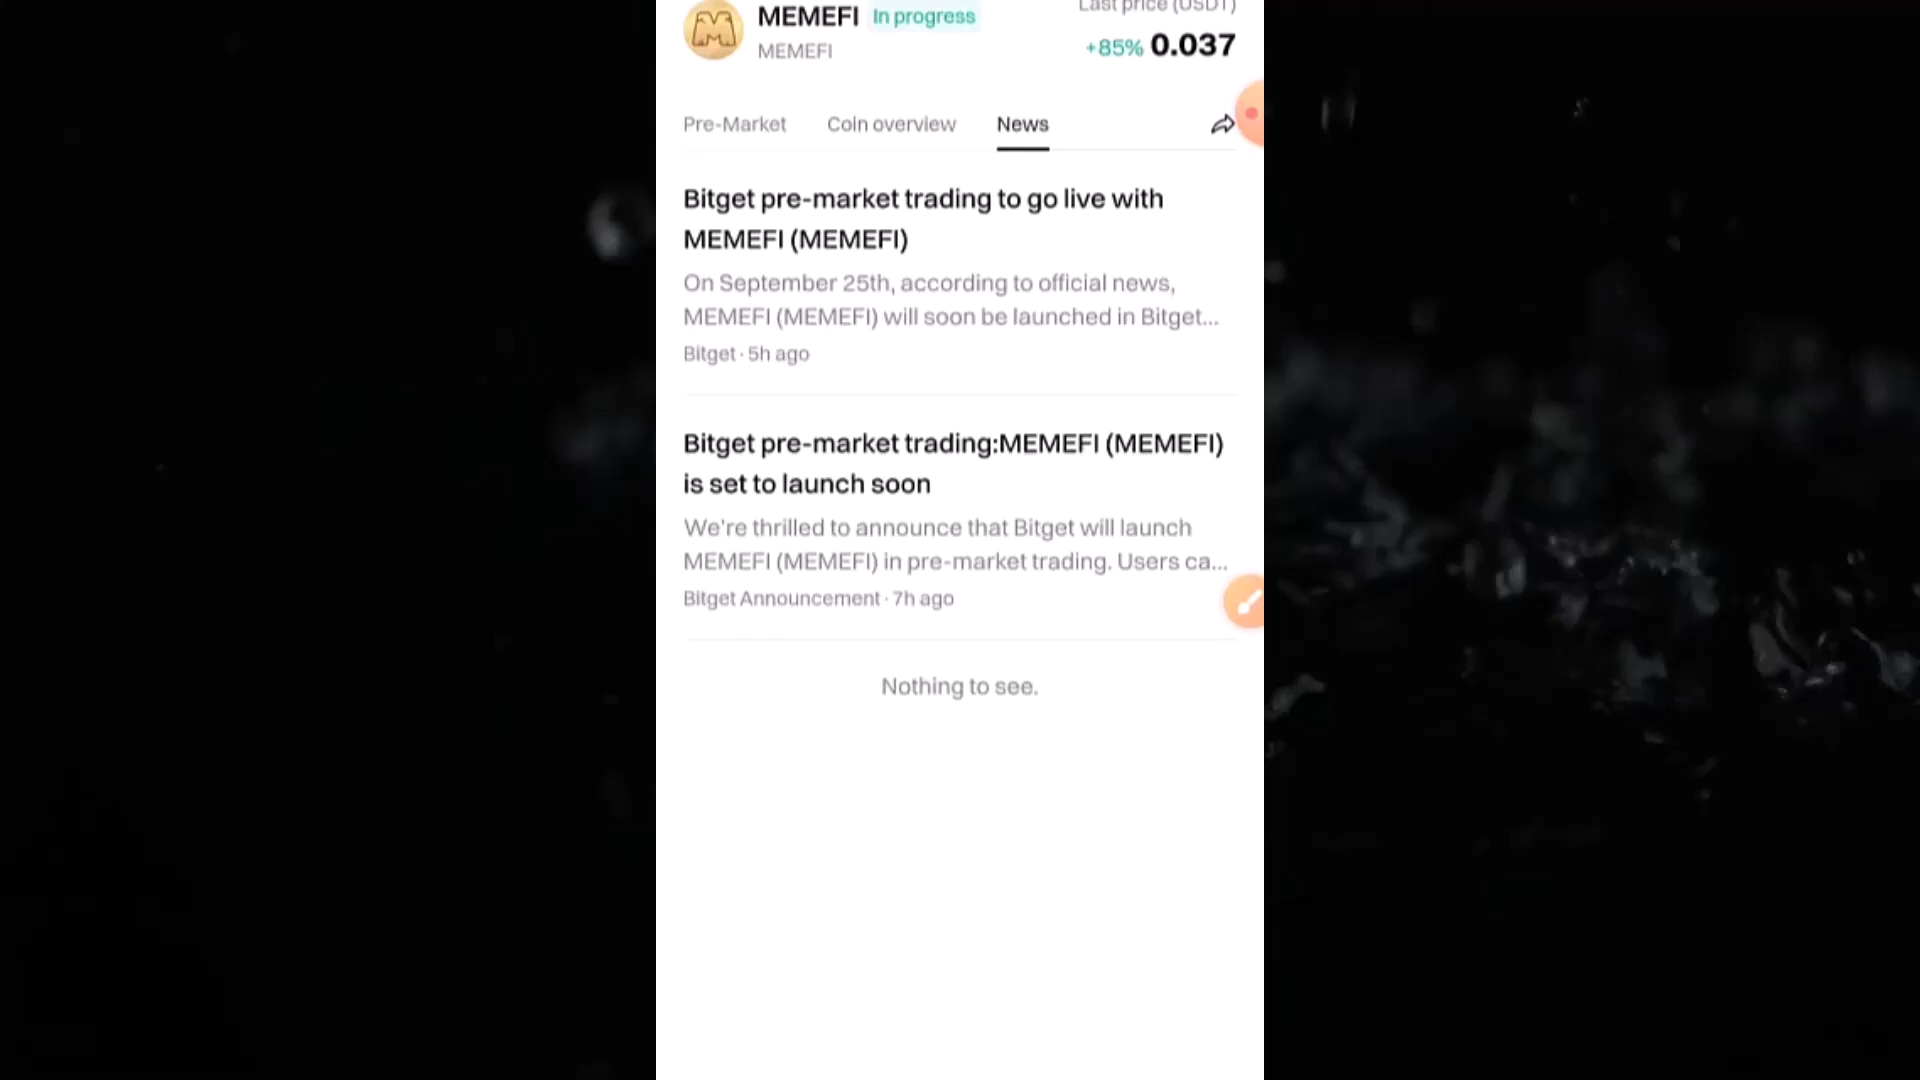 MEMEFI In progress
Last price (USDT)
MEMEFI
+85% 0.037
Pre-Market Coin overview News
Bitget pre-market trading to go live with
MEMEFI (MEMEFI)
On September 25th, according to official news,
MEMEFI (MEMEFI) will soon be launched in Bitget...
Bitget · 5h ago
Bitget pre-market trading:MEMEFI (MEMEFI)
is set to launch soon
We're thrilled to announce that Bitget will launch
MEMEFI (MEMEFI) in pre-market trading. Users ca...
Bitget Announcement · 7h ago
Nothing to see.